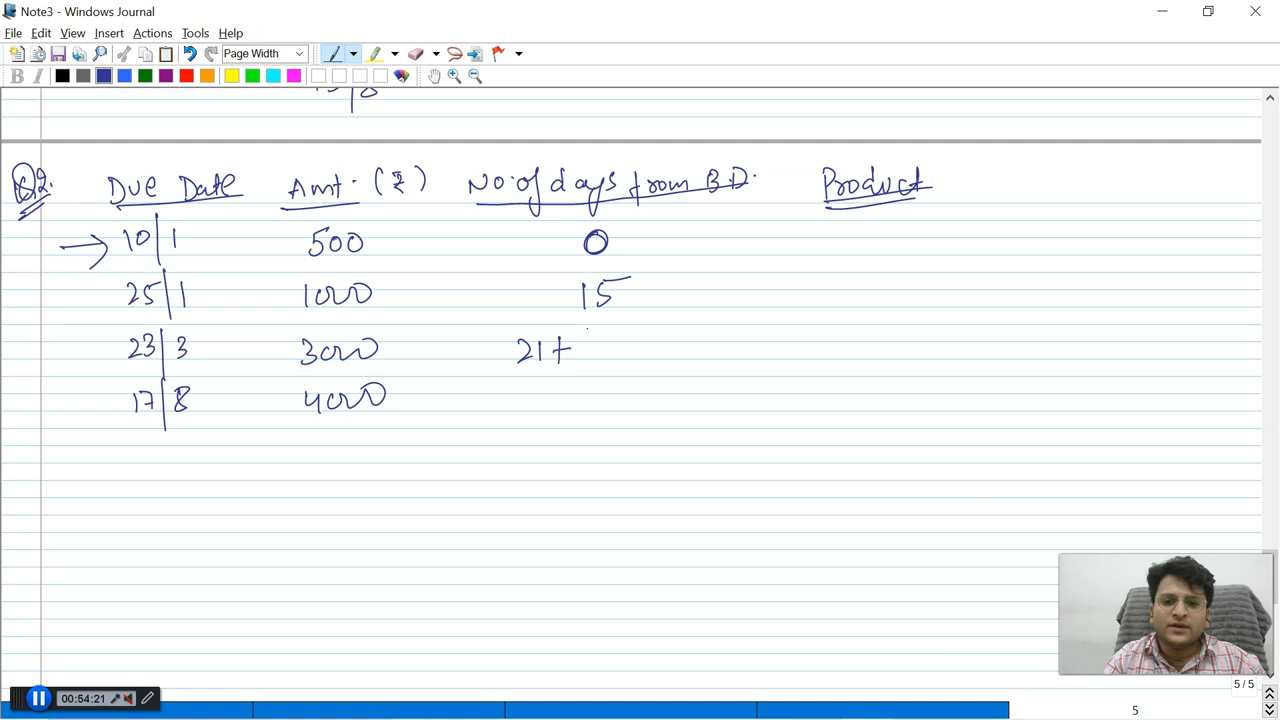 Note3 - Windows Journal
File Edit View Insert Actions Tools Help
Page Width
B I
Q2. Due Date Amt. (₹) No. of days from B.D. Product
→ 10|1 500 0
25|1 1000 15
23|3 3000 21+
17|8 4000
5/5
00:54:21
5